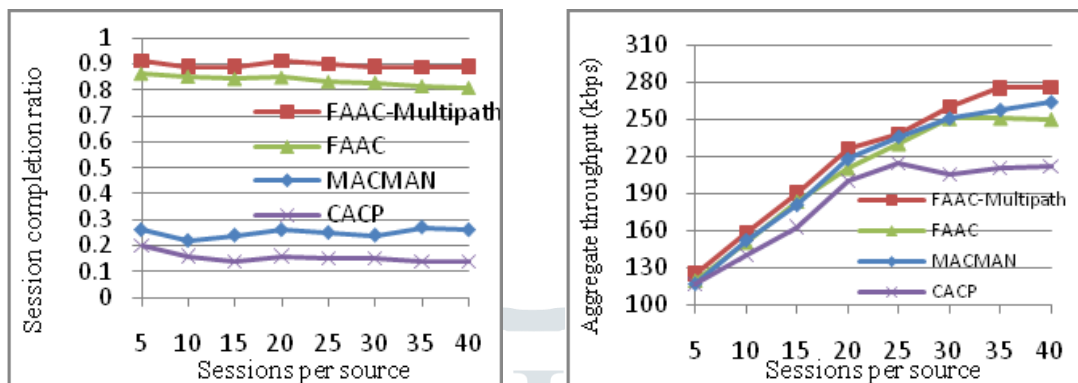 Session completion ratio
1
0.9
0.8
0.7
0.6
0.5
0.4
0.3
0.2
0.1
0
FAAC-Multipath
FAAC
MACMAN
CACP
5 10 15 20 25 30 35 40
Sessions per source
Aggregate throughput (kbps)
310
280
250
220
190
160
130
100
FAAC-Multipath
FAAC
MACMAN
CACP
5 10 15 20 25 30 35 40
Sessions per source